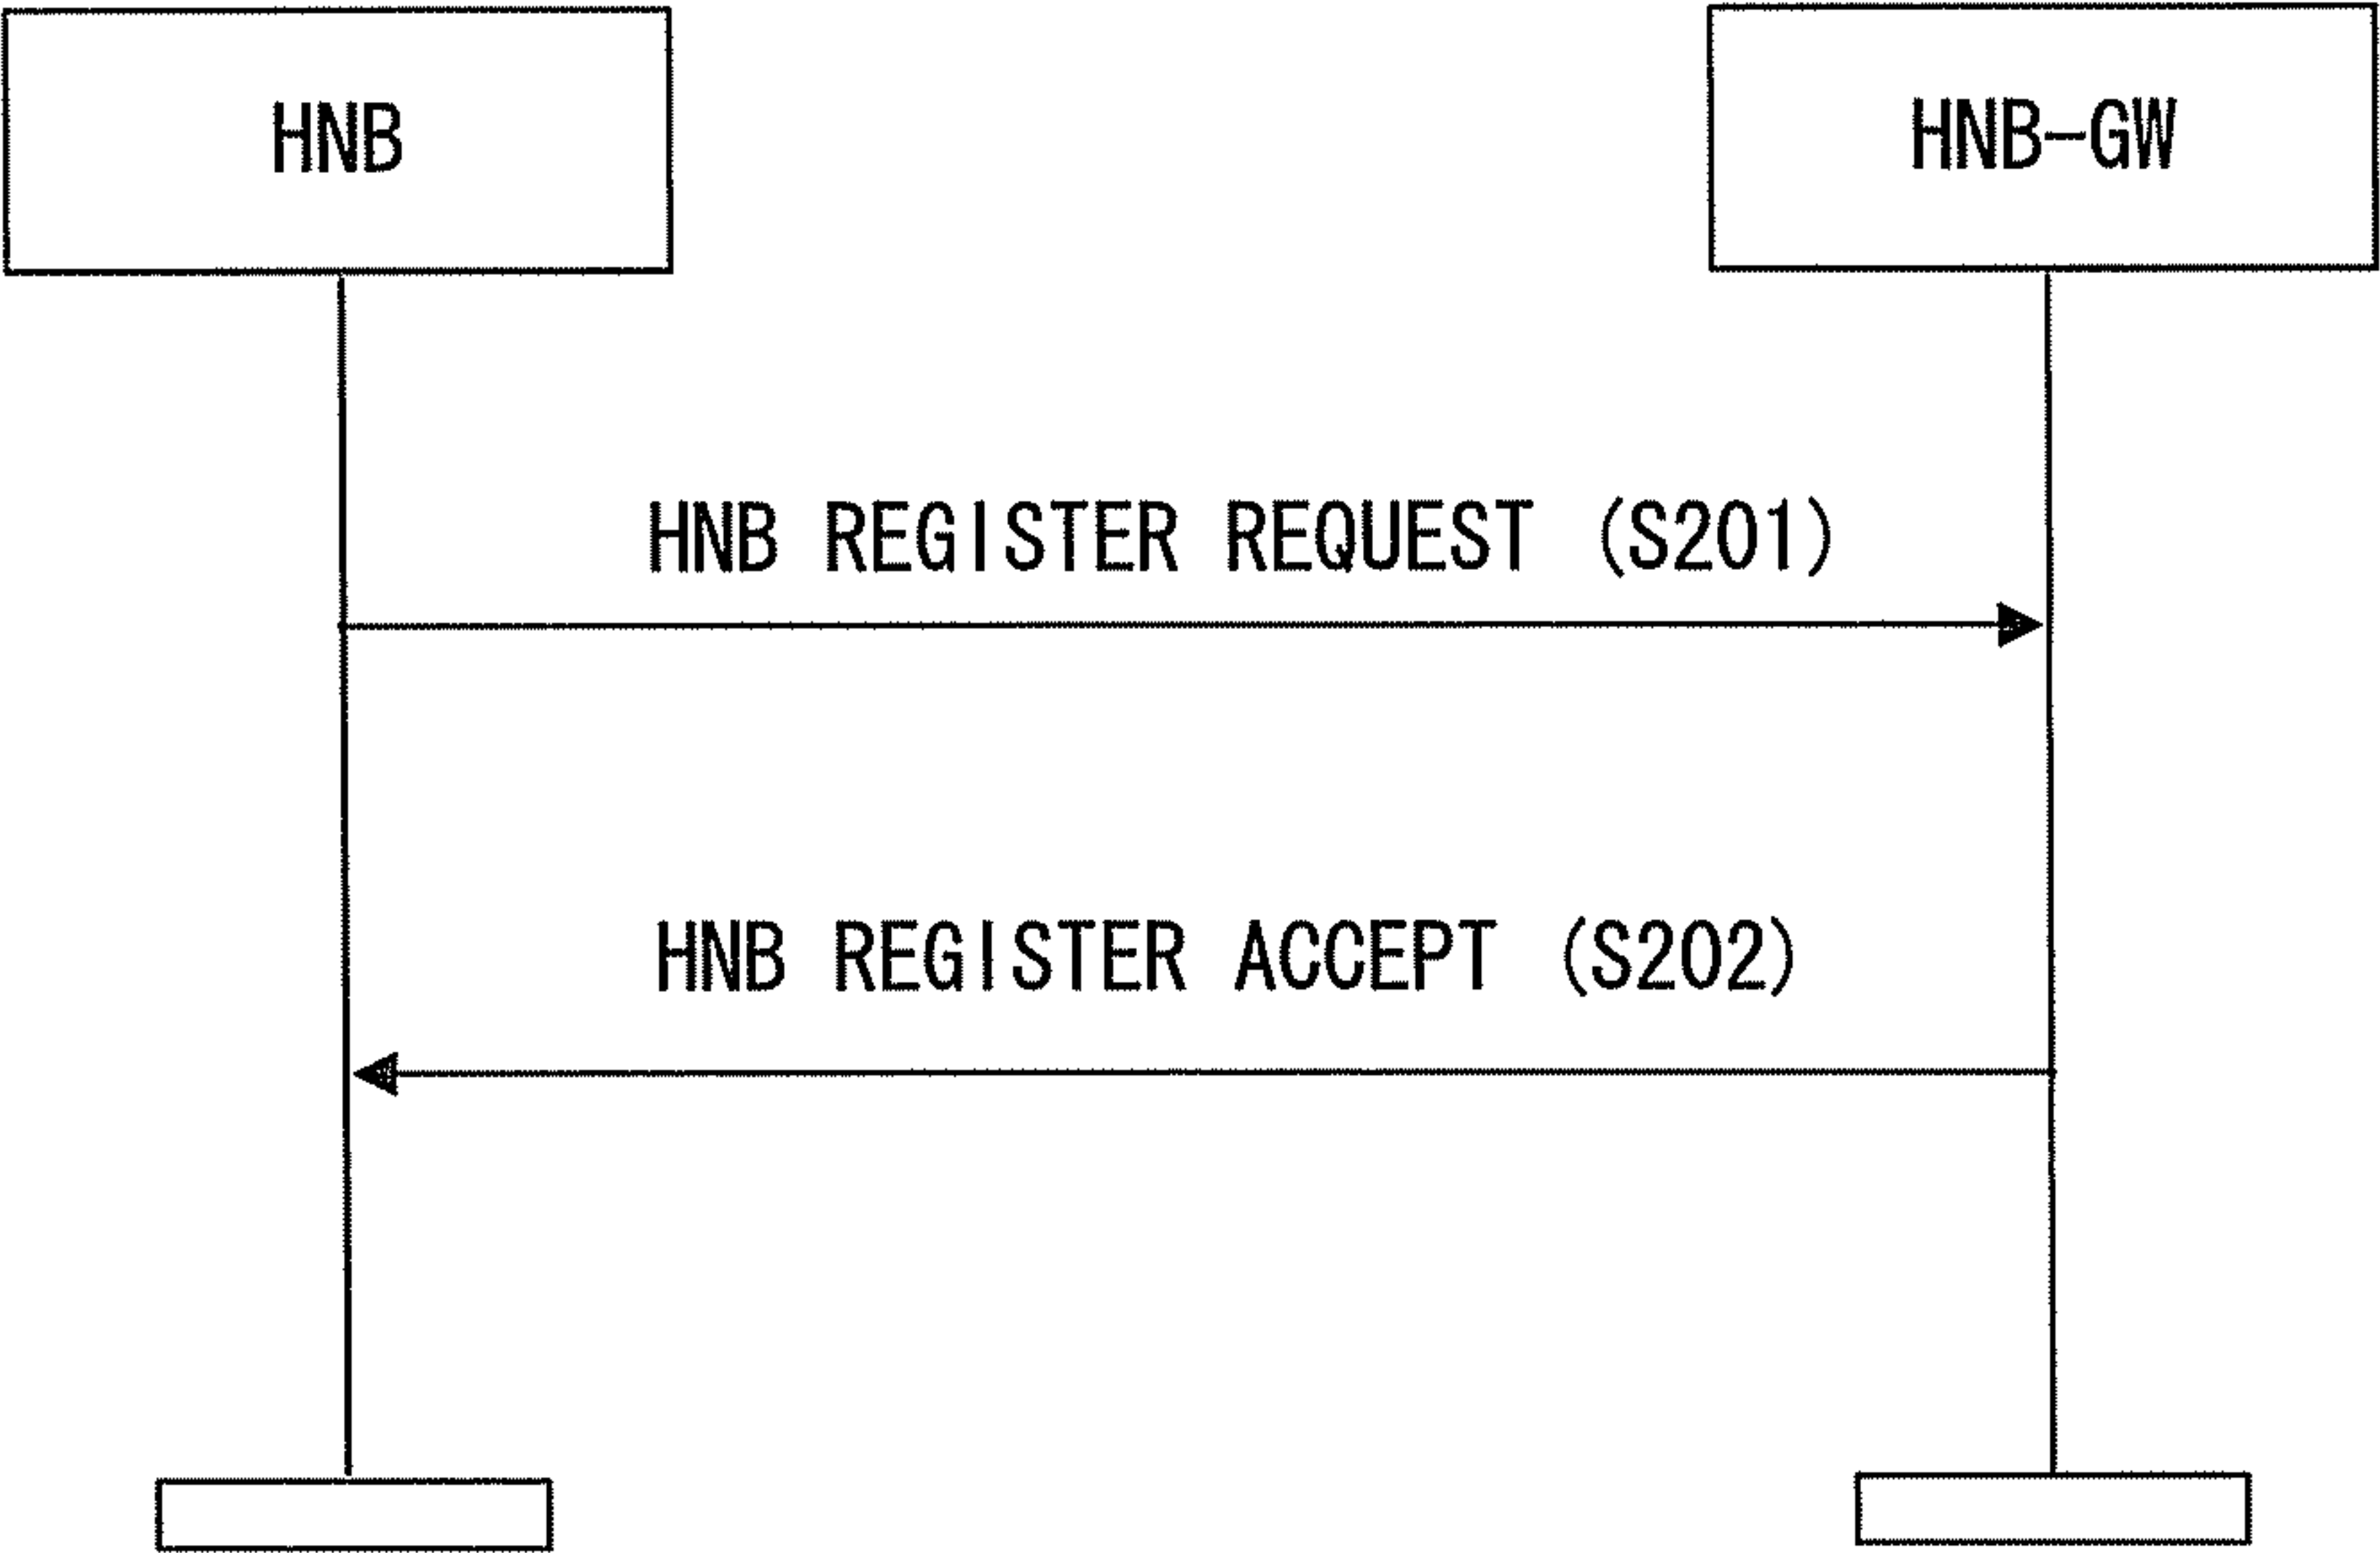 HNB
HNB-GW
HNB REGISTER REQUEST (S201)
HNB REGISTER ACCEPT (S202)